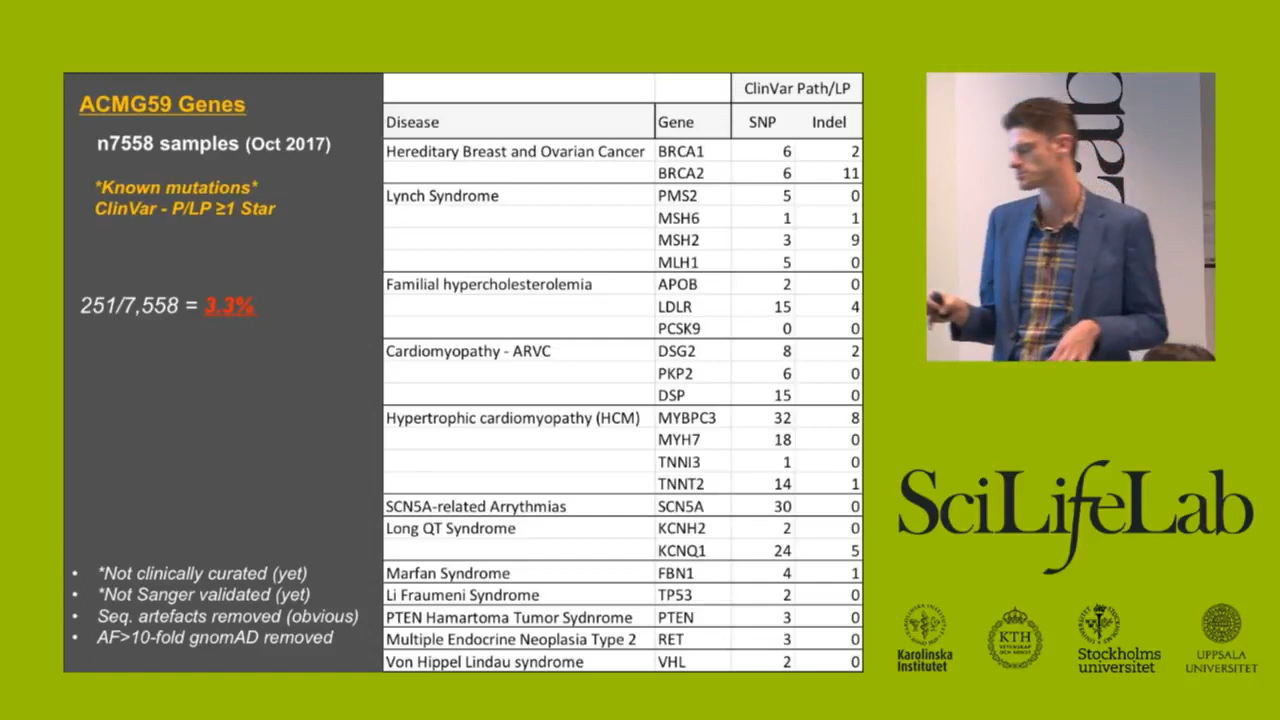 ACMG59 Genes
n7558 samples (Oct 2017)
*Known mutations*
ClinVar - P/LP ≥1 Star
251/7,558 = 3.3%
• *Not clinically curated (yet)
• *Not Sanger validated (yet)
• Seq. artefacts removed (obvious)
• AF>10-fold gnomAD removed
ClinVar Path/LP
Disease Gene SNP Indel
Hereditary Breast and Ovarian Cancer BRCA1 6 2
BRCA2 6 11
Lynch Syndrome PMS2 5 0
MSH6 1 1
MSH2 3 9
MLH1 5 0
Familial hypercholesterolemia APOB 2 0
LDLR 15 4
PCSK9 0 0
Cardiomyopathy - ARVC DSG2 8 2
PKP2 6 0
DSP 15 0
Hypertrophic cardiomyopathy (HCM) MYBPC3 32 8
MYH7 18 0
TNNI3 1 0
TNNT2 14 1
SCN5A-related Arrythmias SCN5A 30 0
Long QT Syndrome KCNH2 2 0
KCNQ1 24 5
Marfan Syndrome FBN1 4 1
Li Fraumeni Syndrome TP53 2 0
PTEN Hamartoma Tumor Sydnrome PTEN 3 0
Multiple Endocrine Neoplasia Type 2 RET 3 0
Von Hippel Lindau syndrome VHL 2 0
SciLifeLab
Karolinska
Institutet
KTH
Stockholms
universitet
UPPSALA
UNIVERSITET